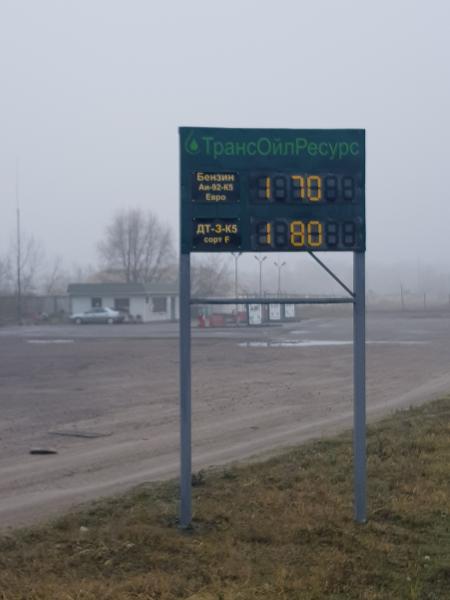 ТрансОйлРесурс
Бензин
Аи-92-К5
Евро
1 70
ДТ-З-К5
сорт F
1 80